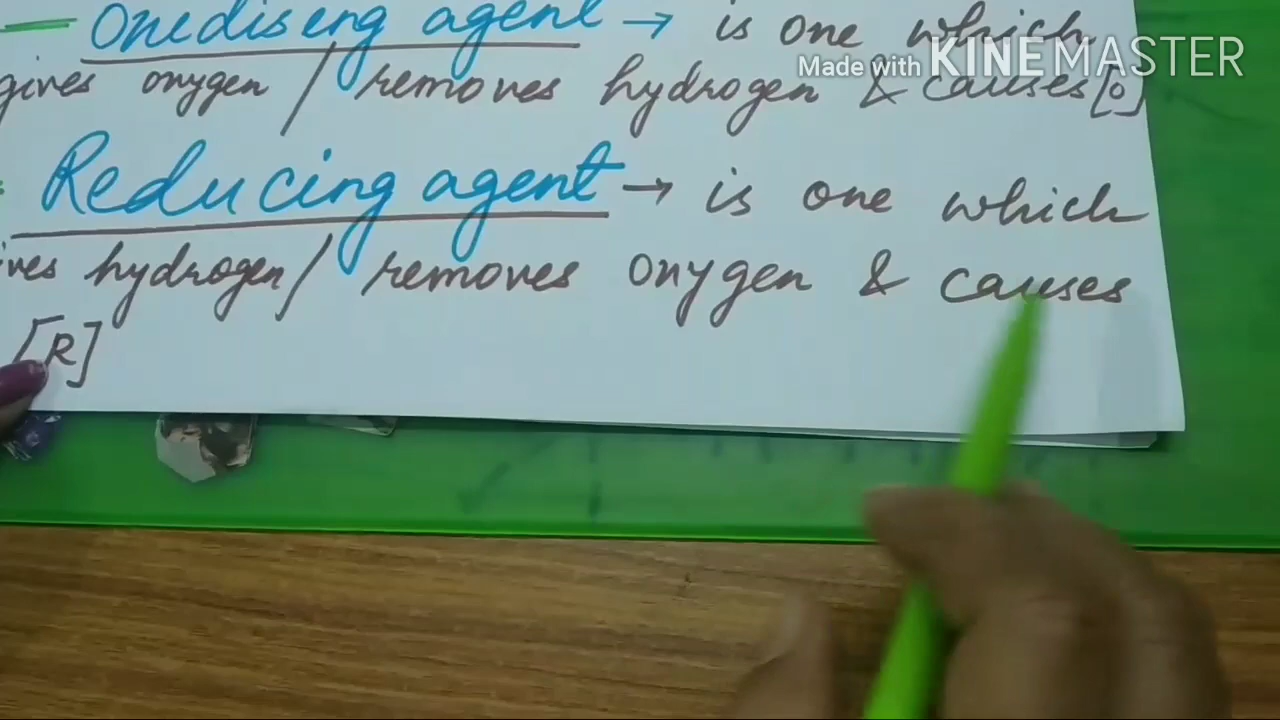 Onediseng agent → is one which
Made with KINEMASTER
gives oxygen / removes hydrogen & causes [o]
Reducing agent → is one which
ives hydrogen / removes oxygen & causes
[R]